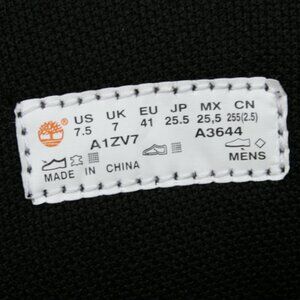 US UK EU JP MX CN
7.5 7 41 25.5 25,5 255(2.5)
A1ZV7 A3644
MADE IN CHINA MĖNS